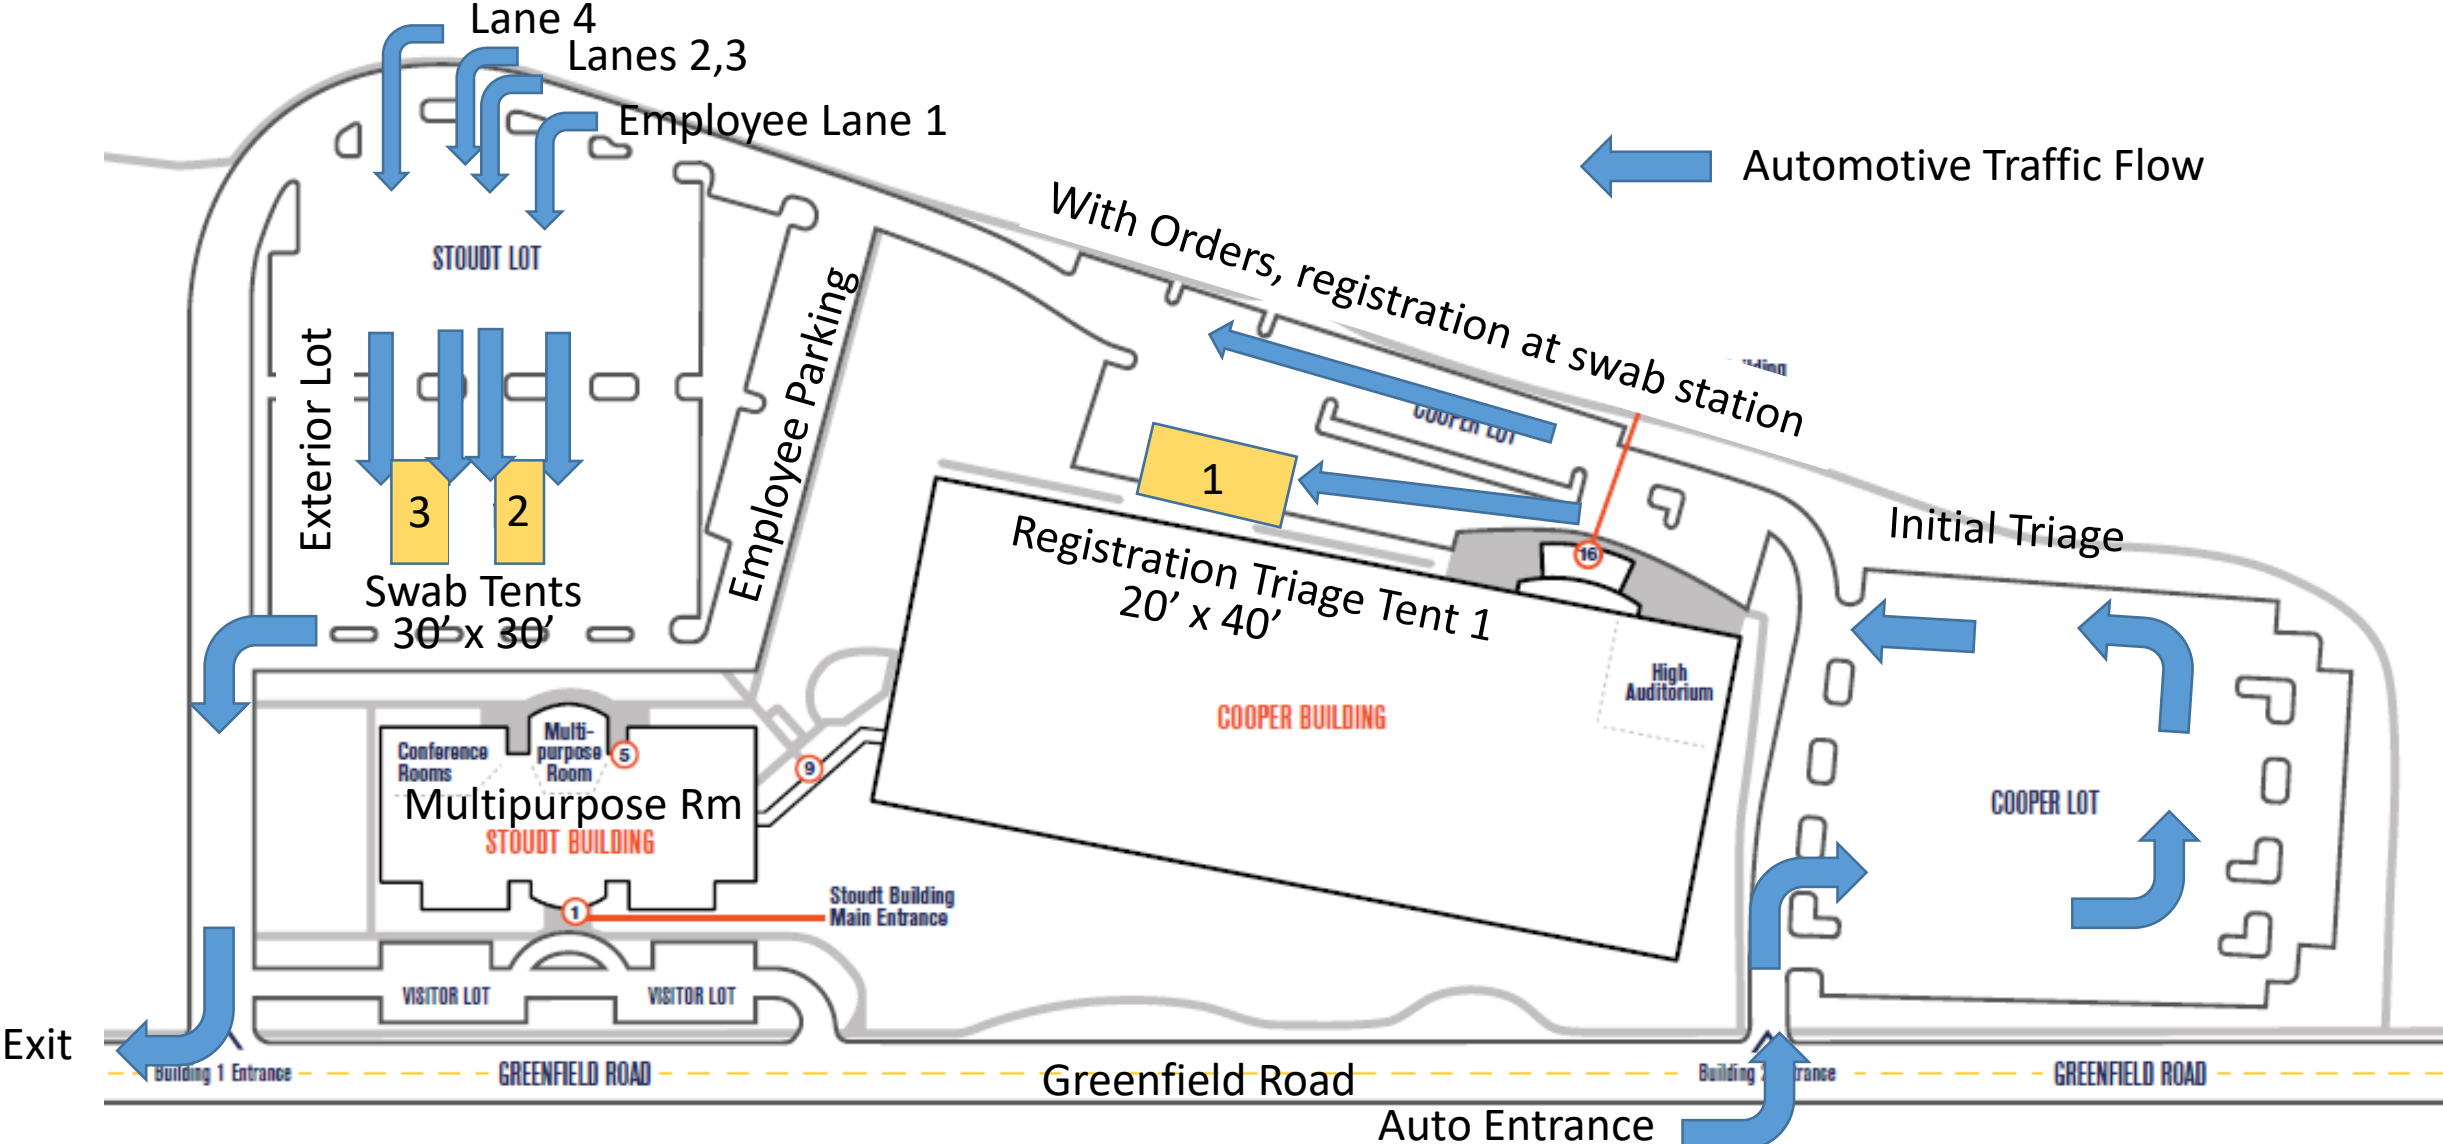 Lane 4
Lanes 2,3
Employee Lane 1
Automotive Traffic Flow
With Orders, registration at swab station
STOUDT LOT
Exterior Lot
Employee Parking
COOPER LOT
1
3
2
Swab Tents
30’ x 30’
Registration Triage Tent 1
20’ x 40’
16
Initial Triage
High
Auditorium
COOPER BUILDING
COOPER LOT
Conference
Rooms
Multi-
purpose
Room
5
9
Multipurpose Rm
STOUDT BUILDING
1
Stoudt Building
Main Entrance
VISITOR LOT
VISITOR LOT
Exit
Building 1 Entrance
GREENFIELD ROAD
Greenfield Road
Building
GREENFIELD ROAD
Auto Entrance